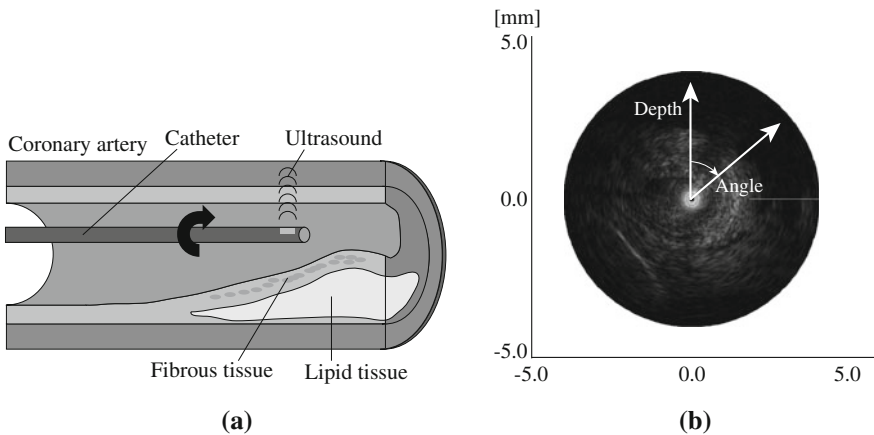 Coronary artery
Catheter
Ultrasound
Fibrous tissue
Lipid tissue
(a)
[mm]
5.0
Depth
Angle
0.0
-5.0
-5.0 0.0 5.0
(b)